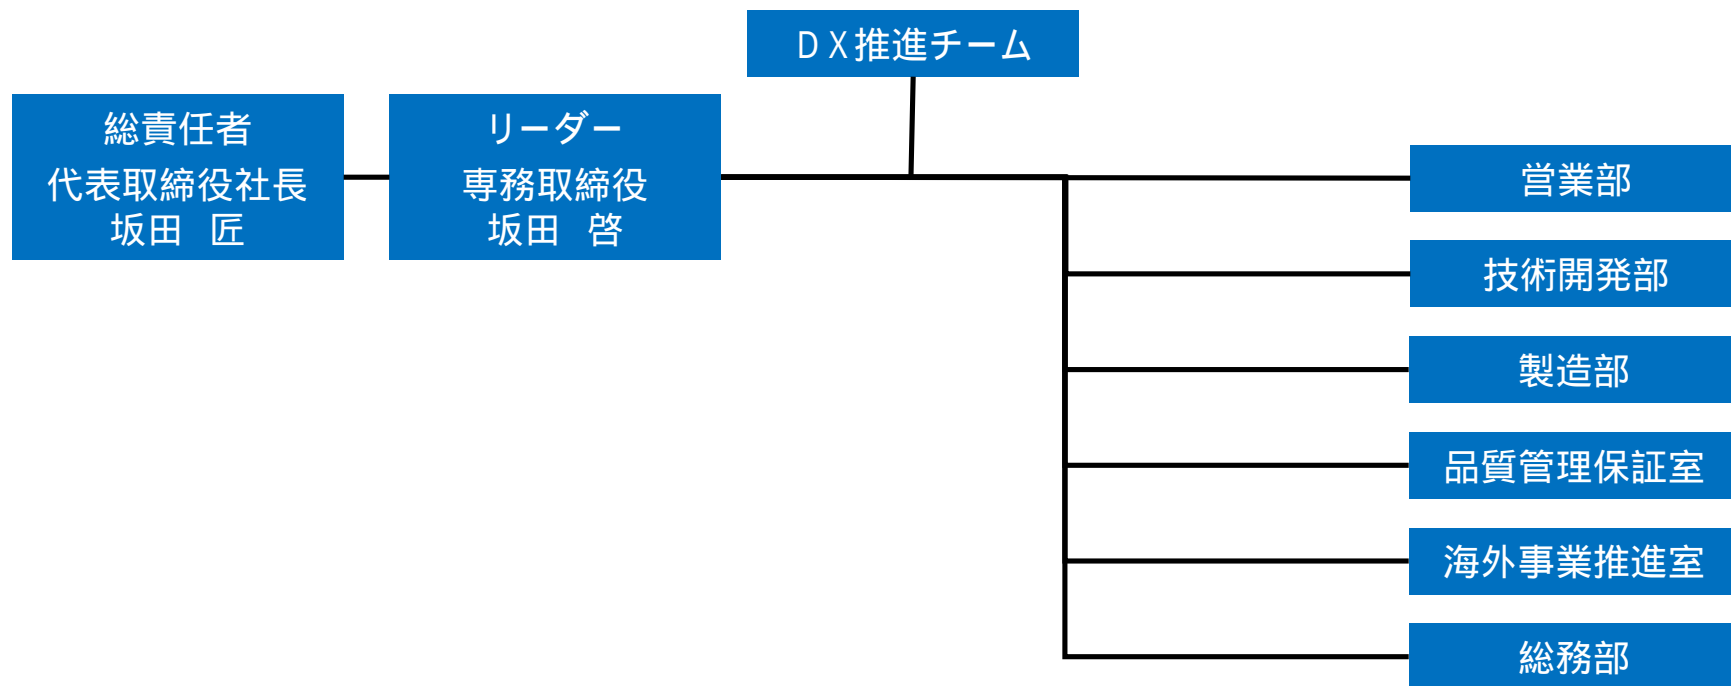 ＤＸ推進チーム
総責任者
代表取締役社長
坂田　匠
リーダー
専務取締役
坂田　啓
営業部
技術開発部
製造部
品質管理保証室
海外事業推進室
総務部